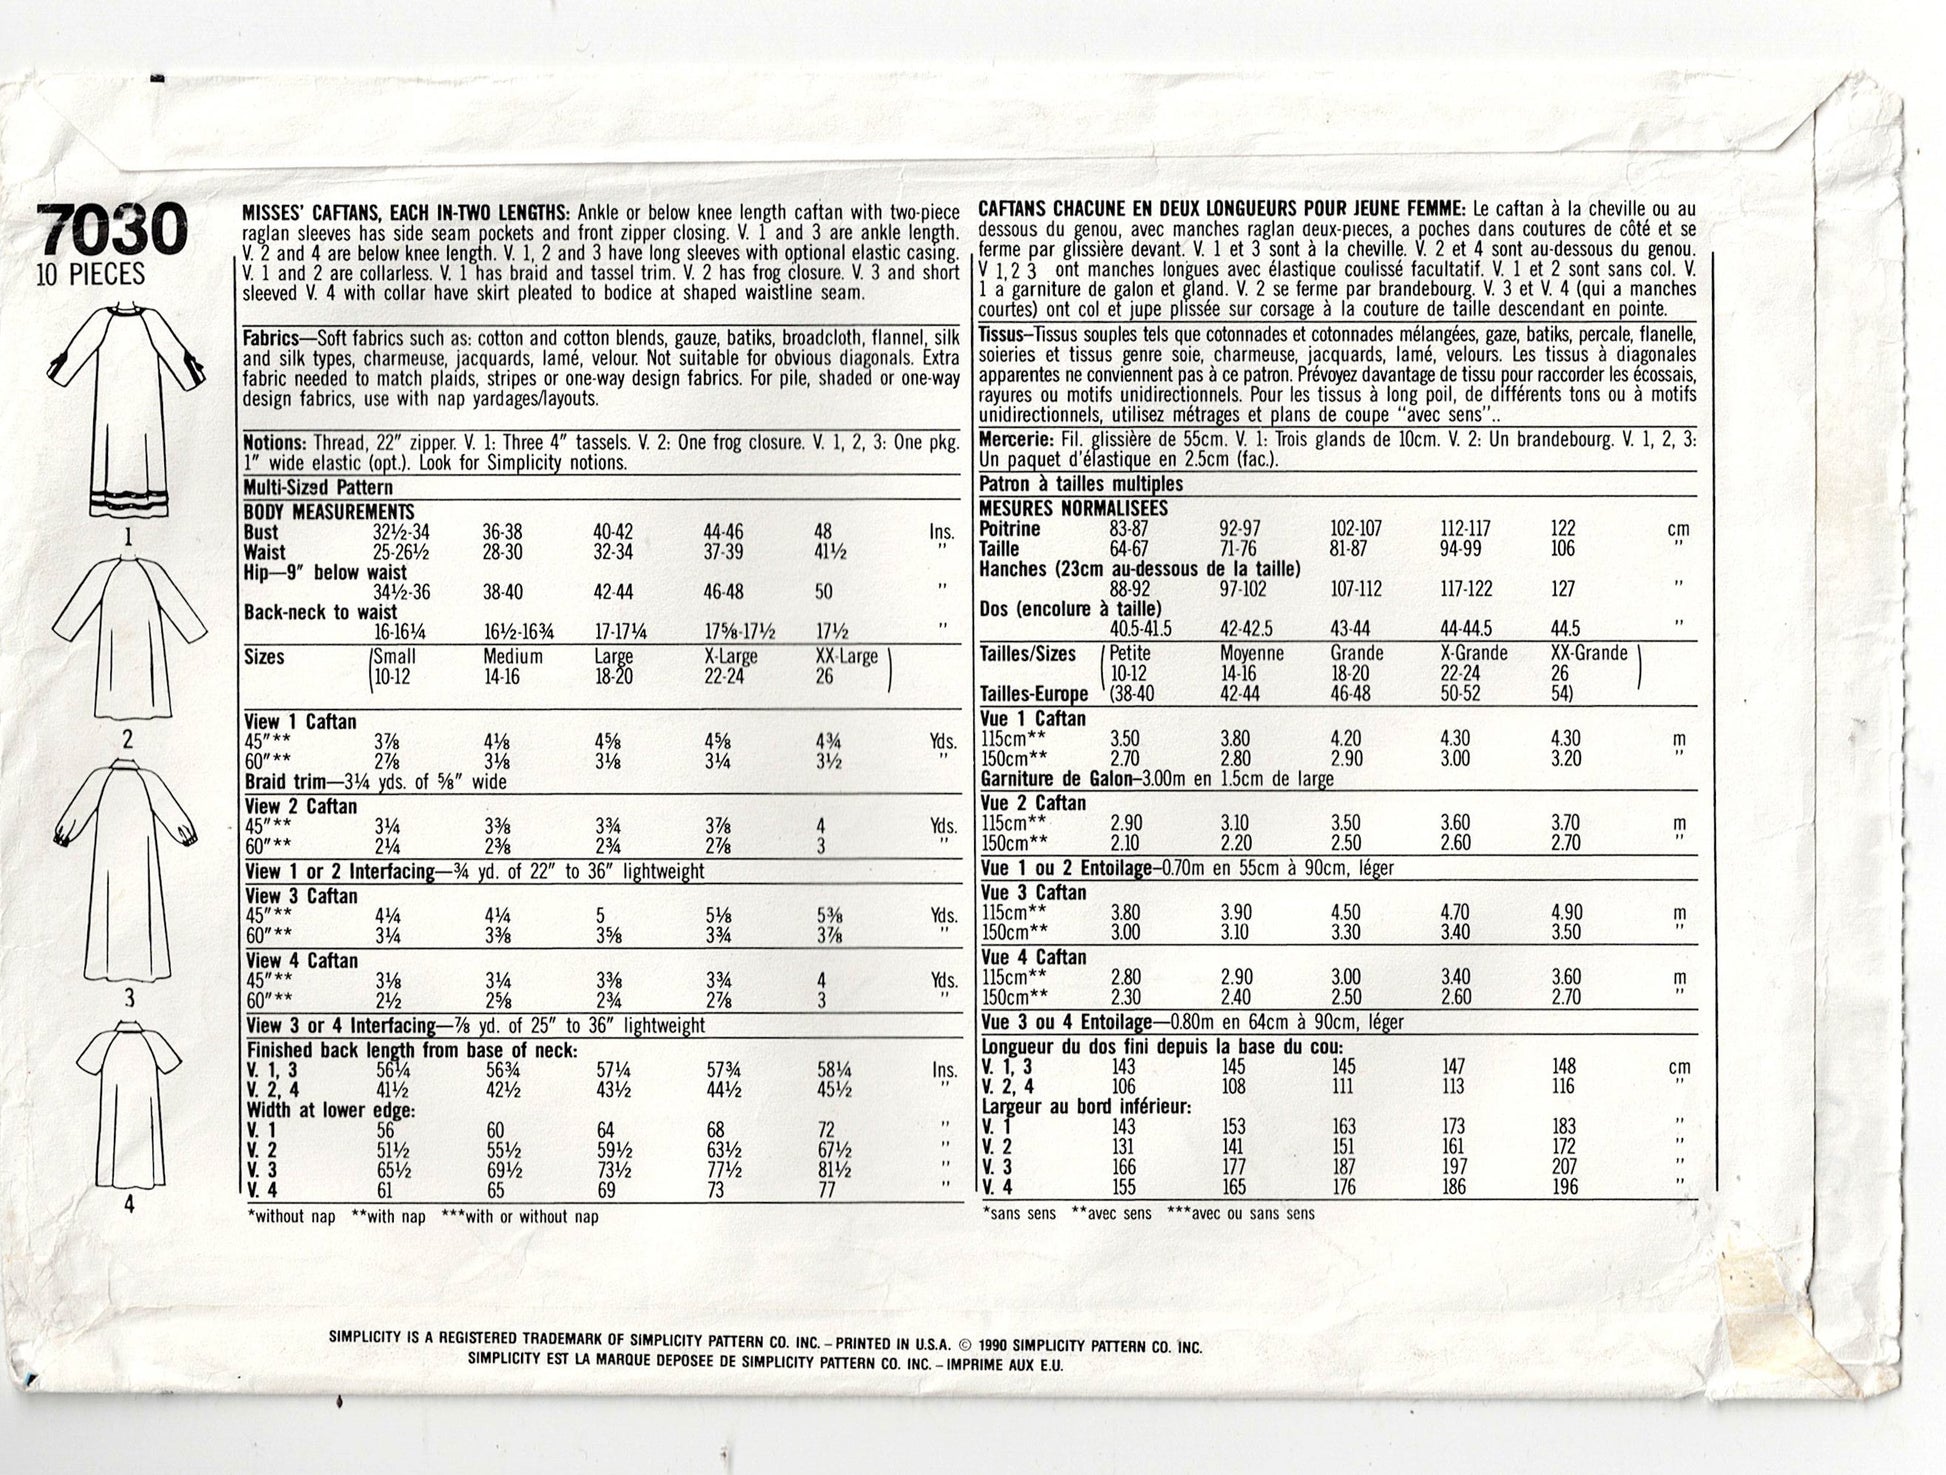 7030
10 PIECES
1
2
3
4
MISSES' CAFTANS, EACH IN-TWO LENGTHS: Ankle or below knee length caftan with two-piece
raglan sleeves has side seam pockets and front zipper closing. V. 1 and 3 are ankle length.
V. 2 and 4 are below knee length. V. 1, 2 and 3 have long sleeves with optional elastic casing.
V. 1 and 2 are collarless. V. 1 has braid and tassel trim. V. 2 has frog closure. V. 3 and short
sleeved V. 4 with collar have skirt pleated to bodice at shaped waistline seam.
Fabrics—Soft fabrics such as: cotton and cotton blends, gauze, batiks, broadcloth, flannel, silk
and silk types, charmeuse, jacquards, lamé, velour. Not suitable for obvious diagonals. Extra
fabric needed to match plaids, stripes or one-way design fabrics. For pile, shaded or one-way
design fabrics, use with nap yardages/layouts.
Notions: Thread, 22″ zipper. V. 1: Three 4″ tassels. V. 2: One frog closure. V. 1, 2, 3: One pkg.
1″ wide elastic (opt.). Look for Simplicity notions.
Multi-Sized Pattern
BODY MEASUREMENTS
Bust 32½-34 36-38 40-42 44-46 48 Ins.
Waist 25-26½ 28-30 32-34 37-39 41½ ″
Hip—9″ below waist
34½-36 38-40 42-44 46-48 50 ″
Back-neck to waist
16-16¼ 16½-16¾ 17-17¼ 17⅝-17½ 17½ ″
Sizes (Small Medium Large X-Large XX-Large )
10-12 14-16 18-20 22-24 26
View 1 Caftan
45″** 3⅞ 4⅛ 4⅝ 4⅝ 4¾ Yds.
60″** 2⅞ 3⅛ 3⅛ 3¼ 3½ ″
Braid trim—3¼ yds. of ⅝″ wide
View 2 Caftan
45″** 3¼ 3⅜ 3¾ 3⅞ 4 Yds.
60″** 2¼ 2⅜ 2¾ 2⅞ 3 ″
View 1 or 2 Interfacing—¾ yd. of 22″ to 36″ lightweight
View 3 Caftan
45″** 4¼ 4¼ 5 5⅛ 5⅜ Yds.
60″** 3¼ 3⅜ 3⅝ 3¾ 3⅞ ″
View 4 Caftan
45″** 3⅛ 3¼ 3⅜ 3¾ 4 Yds.
60″** 2½ 2⅝ 2¾ 2⅞ 3 ″
View 3 or 4 Interfacing—⅞ yd. of 25″ to 36″ lightweight
Finished back length from base of neck:
V. 1, 3 56¼ 56¾ 57¼ 57¾ 58¼ Ins.
V. 2, 4 41½ 42½ 43½ 44½ 45½ ″
Width at lower edge:
V. 1 56 60 64 68 72 ″
V. 2 51½ 55½ 59½ 63½ 67½ ″
V. 3 65½ 69½ 73½ 77½ 81½ ″
V. 4 61 65 69 73 77 ″
*without nap **with nap ***with or without nap
CAFTANS CHACUNE EN DEUX LONGUEURS POUR JEUNE FEMME: Le caftan à la cheville ou au
dessous du genou, avec manches raglan deux-pieces, a poches dans coutures de côté et se
ferme par glissière devant. V. 1 et 3 sont à la cheville. V. 2 et 4 sont au-dessous du genou.
V 1,2 3 ont manches longues avec élastique coulissé facultatif. V. 1 et 2 sont sans col. V.
1 a garniture de galon et gland. V. 2 se ferme par brandebourg. V. 3 et V. 4 (qui a manches
courtes) ont col et jupe plissée sur corsage à la couture de taille descendant en pointe.
Tissus—Tissus souples tels que cotonnades et cotonnades mélangées, gaze, batiks, percale, flanelle,
soieries et tissus genre soie, charmeuse, jacquards, lamé, velours. Les tissus à diagonales
apparentes ne conviennent pas à ce patron. Prévoyez davantage de tissu pour raccorder les écossais,
rayures ou motifs unidirectionnels. Pour les tissus à long poil, de différents tons ou à motifs
unidirectionnels, utilisez métrages et plans de coupe “avec sens”..
Mercerie: Fil. glissière de 55cm. V. 1: Trois glands de 10cm. V. 2: Un brandebourg. V. 1, 2, 3:
Un paquet d'élastique en 2.5cm (fac.).
Patron à tailles multiples
MESURES NORMALISEES
Poitrine 83-87 92-97 102-107 112-117 122 cm
Taille 64-67 71-76 81-87 94-99 106 ″
Hanches (23cm au-dessous de la taille)
88-92 97-102 107-112 117-122 127 ″
Dos (encolure à taille)
40.5-41.5 42-42.5 43-44 44-44.5 44.5 ″
Tailles/Sizes (Petite Moyenne Grande X-Grande XX-Grande )
10-12 14-16 18-20 22-24 26
Tailles-Europe (38-40 42-44 46-48 50-52 54)
Vue 1 Caftan
115cm** 3.50 3.80 4.20 4.30 4.30 m
150cm** 2.70 2.80 2.90 3.00 3.20 ″
Garniture de Galon—3.00m en 1.5cm de large
Vue 2 Caftan
115cm** 2.90 3.10 3.50 3.60 3.70 m
150cm** 2.10 2.20 2.50 2.60 2.70 ″
Vue 1 ou 2 Entoilage—0.70m en 55cm à 90cm, léger
Vue 3 Caftan
115cm** 3.80 3.90 4.50 4.70 4.90 m
150cm** 3.00 3.10 3.30 3.40 3.50 ″
Vue 4 Caftan
115cm** 2.80 2.90 3.00 3.40 3.60 m
150cm** 2.30 2.40 2.50 2.60 2.70 ″
Vue 3 ou 4 Entoilage—0.80m en 64cm à 90cm, léger
Longueur du dos fini depuis la base du cou:
V. 1, 3 143 145 145 147 148 cm
V. 2, 4 106 108 111 113 116 ″
Largeur au bord inférieur:
V. 1 143 153 163 173 183 ″
V. 2 131 141 151 161 172 ″
V. 3 166 177 187 197 207 ″
V. 4 155 165 176 186 196 ″
*sans sens **avec sens ***avec ou sans sens
SIMPLICITY IS A REGISTERED TRADEMARK OF SIMPLICITY PATTERN CO. INC. – PRINTED IN U.S.A. © 1990 SIMPLICITY PATTERN CO. INC.
SIMPLICITY EST LA MARQUE DEPOSEE DE SIMPLICITY PATTERN CO. INC. – IMPRIME AUX E.U.